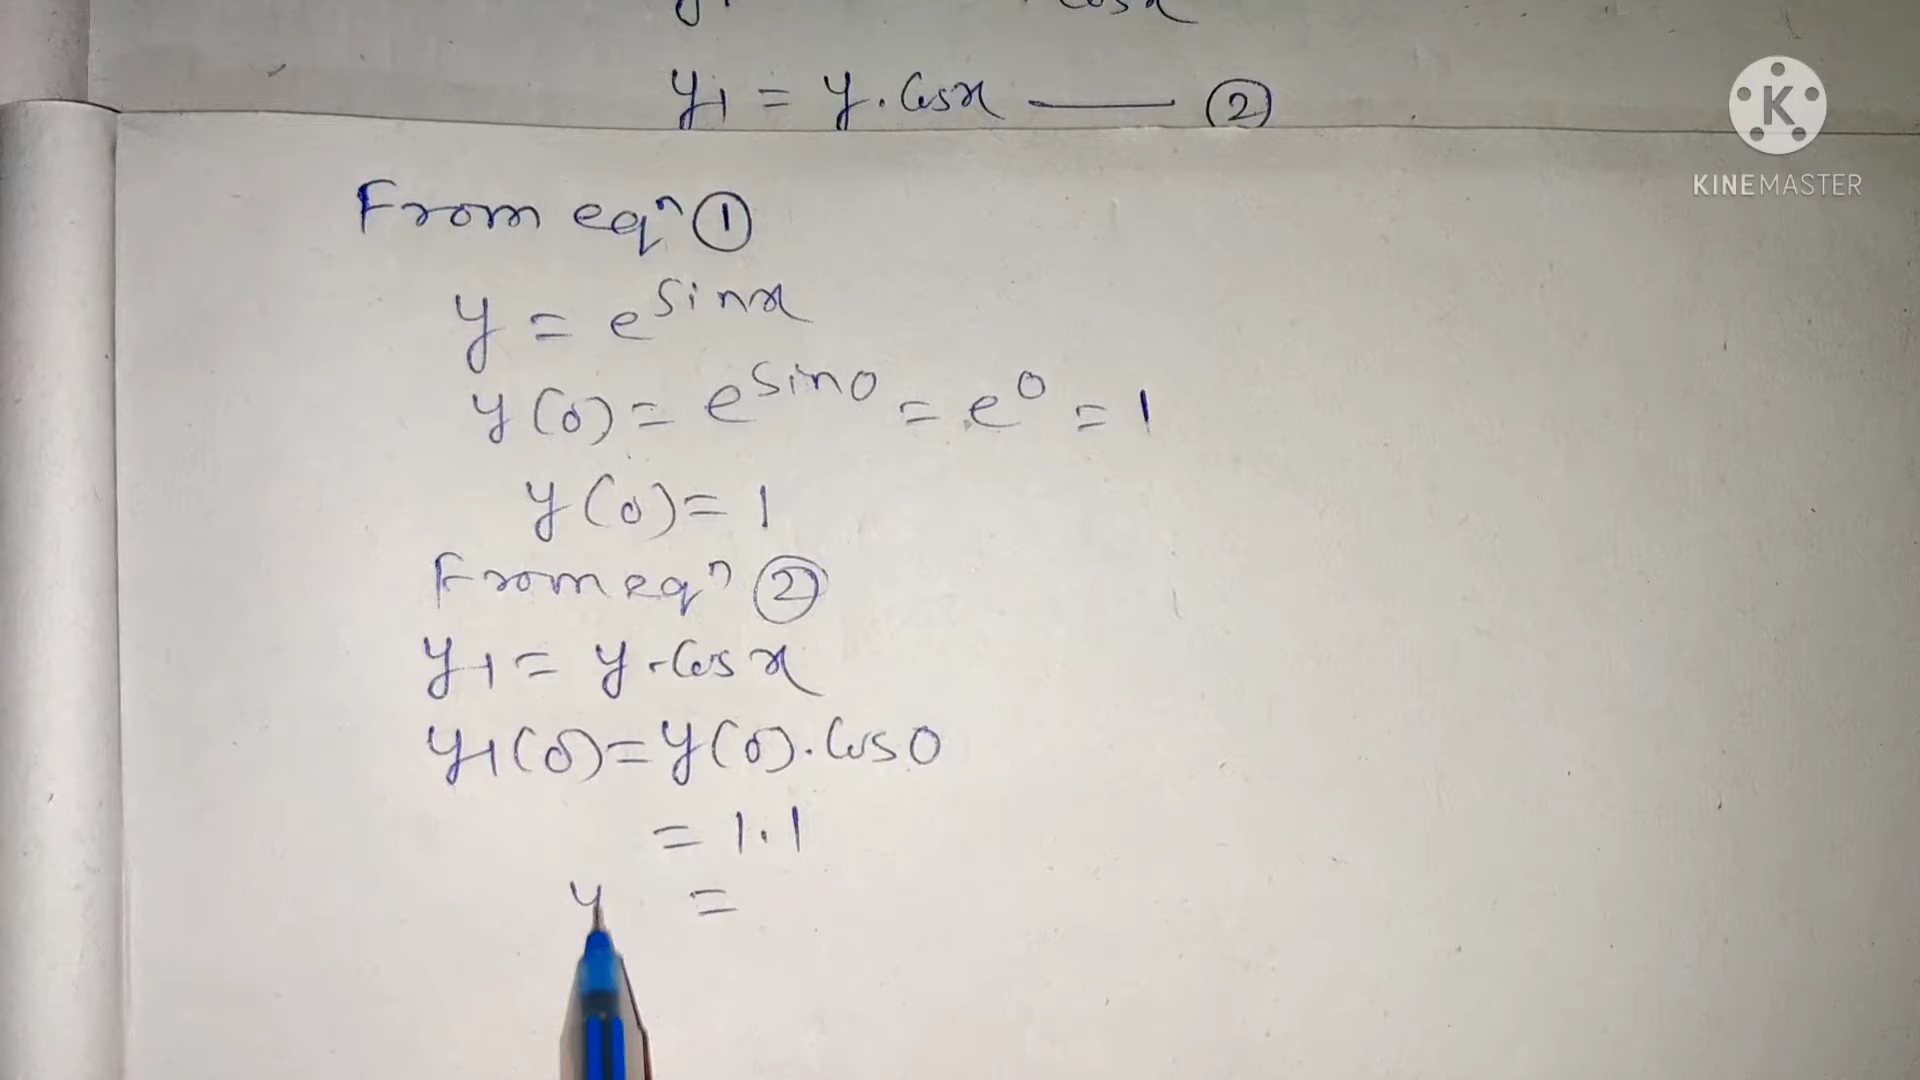 y₁ = y.Cosx —— ②
K
KINEMASTER
From eqⁿ ①
y = e^Sinx
y(0) = e^Sin0 = e^0 = 1
y(0) = 1
From eqⁿ ②
y₁ = y.Cosx
y₁(0) = y(0).Cos0
= 1.1
y =